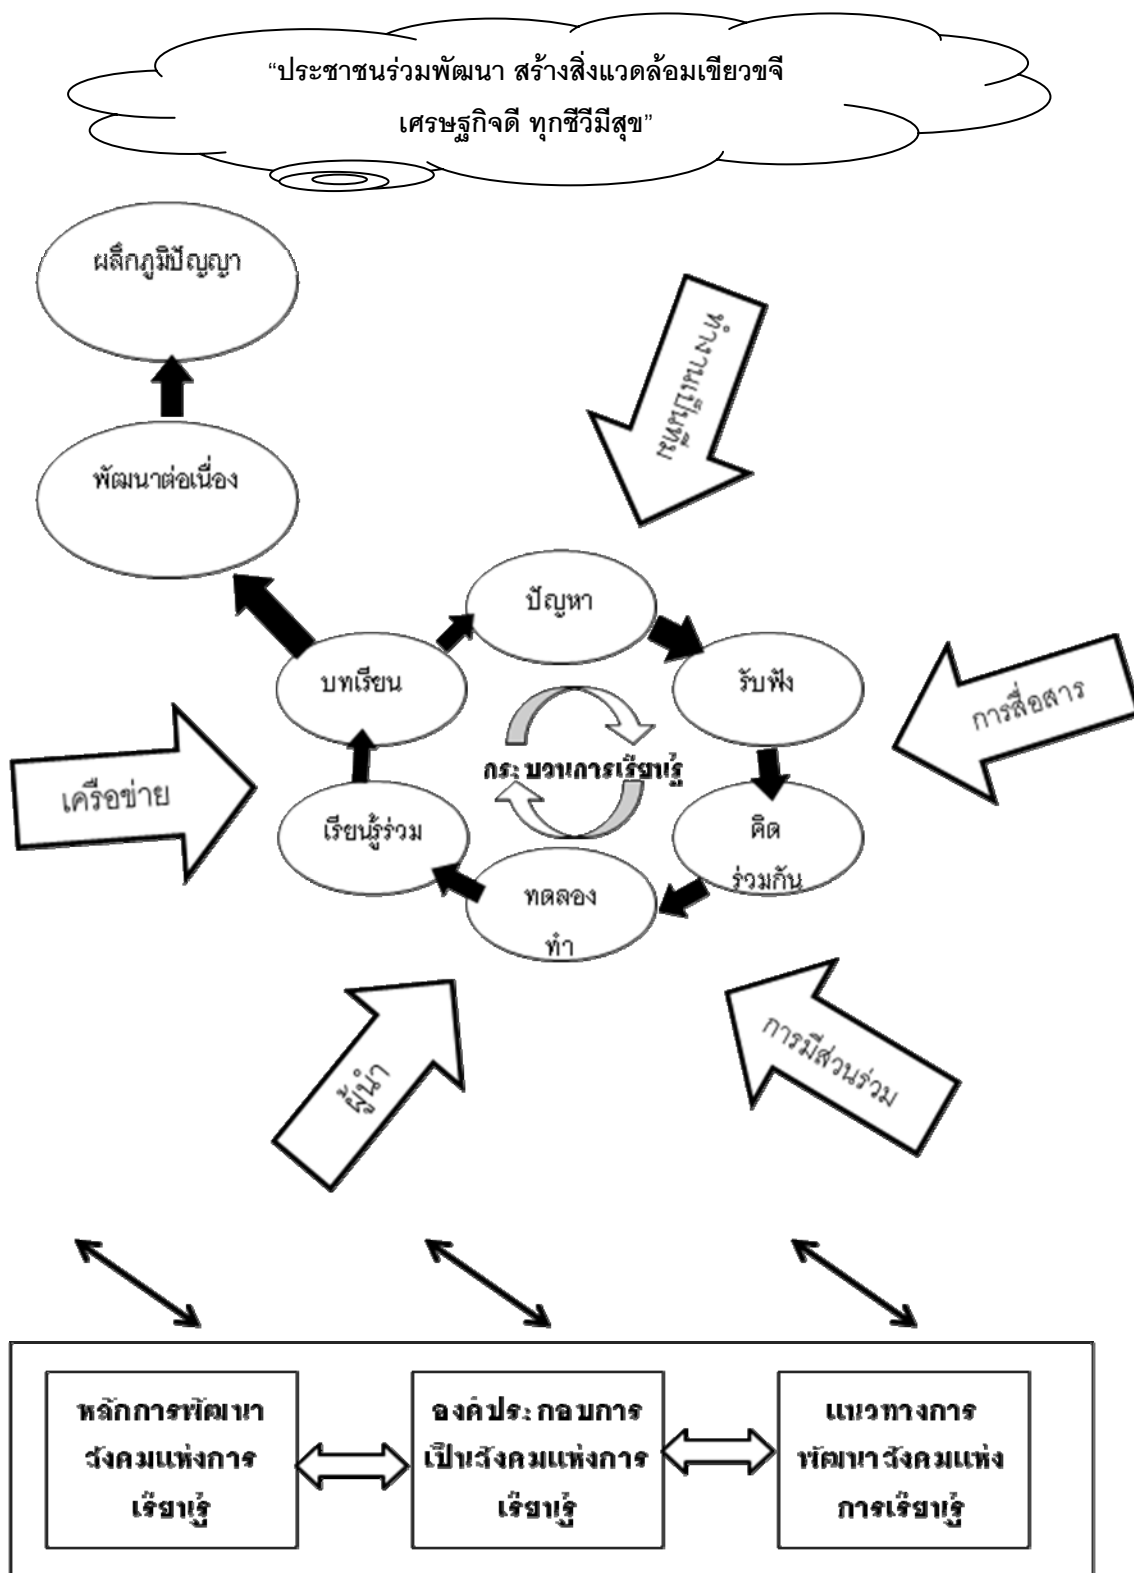 “ประชาชนร่วมพัฒนา สร้างสิ่งแวดล้อมเขียวขจี
เศรษฐกิจดี ทุกชีวีมีสุข”
ผลึกภูมิปัญญา
ทำงานเป็นทีม
พัฒนาต่อเนื่อง
ปัญหา
บทเรียน
รับฟัง
การสื่อสาร
กระบวนการเรียนรู้
เครือข่าย
เรียนรู้ร่วม
คิด
ร่วมกัน
ทดลอง
ทำ
ผู้นำ
การมีส่วนร่วม
หลักการพัฒนา
สังคมแห่งการ
เรียนรู้
องค์ประกอบการ
เป็นสังคมแห่งการ
เรียนรู้
แนวทางการ
พัฒนาสังคมแห่ง
การเรียนรู้